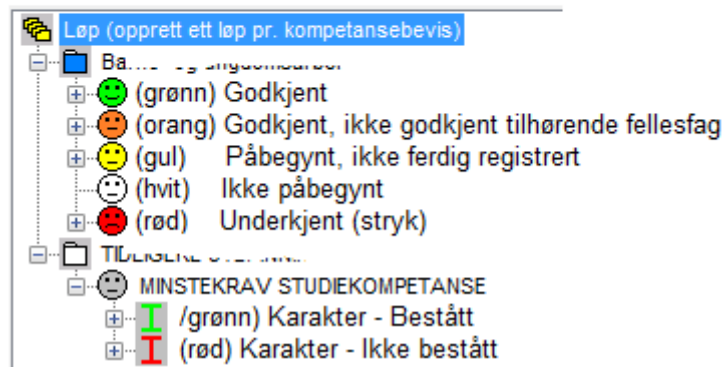 Løp (opprett ett løp pr. kompetansebevis)
(grønn) Godkjent
(orang) Godkjent, ikke godkjent tilhørende fellesfag
(gul) Påbegynt, ikke ferdig registrert
(hvit) Ikke påbegynt
(rød) Underkjent (stryk)
MINSTEKRAV STUDIEKOMPETANSE
/grønn) Karakter - Bestått
(rød) Karakter - Ikke bestått